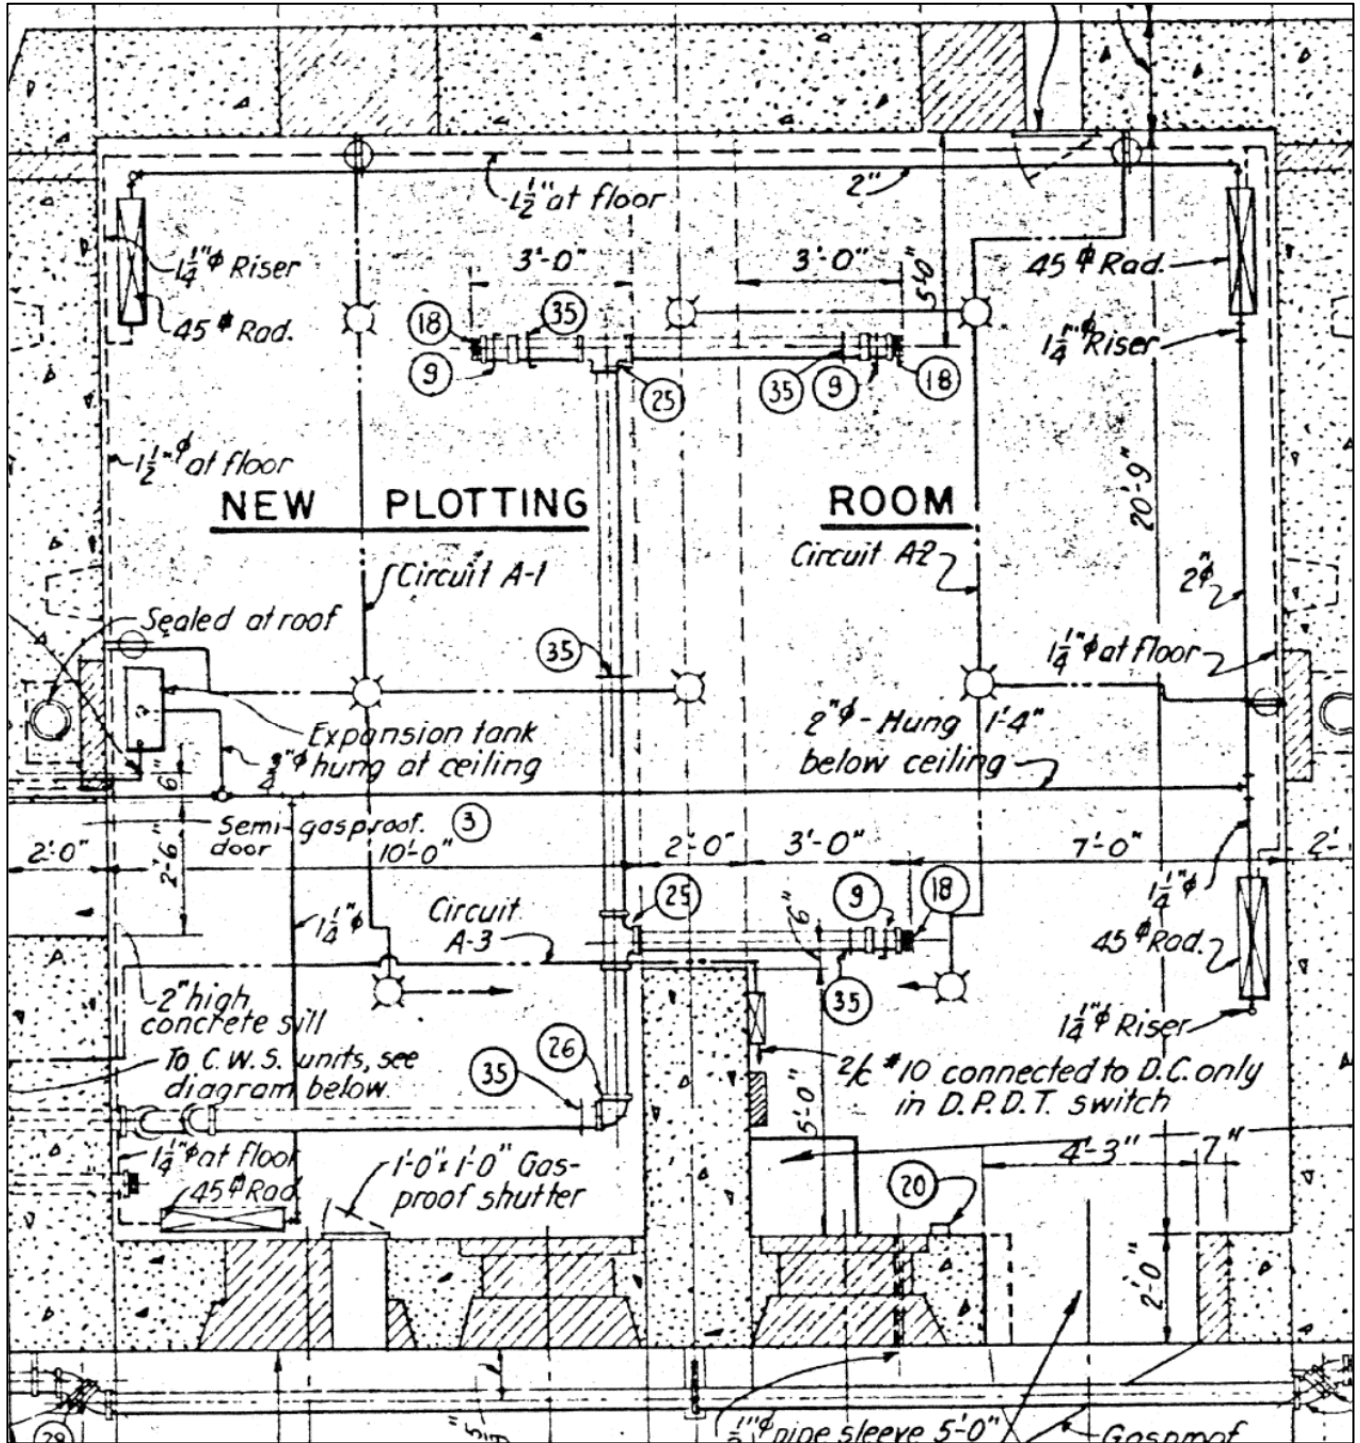 1½" at floor
2"
1¼"ϕ Riser
3'-0"
3'-0"
5'-0"
45 ϕ Rad.
45 ϕ Rad.
18
35
9
25
35
9
18
1¼"ϕ Riser
1½"ϕ at floor
20'-9"
NEW PLOTTING ROOM
Circuit A-1
Circuit A-2
2"ϕ
Sealed at roof
35
1¼"ϕ at floor
Expansion tank
hung at ceiling
¾"ϕ
2"ϕ - Hung 1'-4"
below ceiling
6"
Semi-gasproof.
door
3
2'-0"
2'-6"
10'-0"
2'-0"
3'-0"
7'-0"
2'-
1¼"ϕ
1¼"ϕ
25
9
18
Circuit
A-3
6"
45 ϕ Rad.
35
2" high
concrete sill
1¼"ϕ Riser
To C.W.S. units, see
diagram below.
35
26
2/c #10 connected to D.C. only
in D.P.D.T. switch
5'-0"
4'-3"
7"
1¼"ϕ at floor
45 ϕ Rad.
1'-0" x 1'-0" Gas-
proof shutter
20
2'-0"
28
"ϕ pipe sleeve 5'-0"
Gasproof